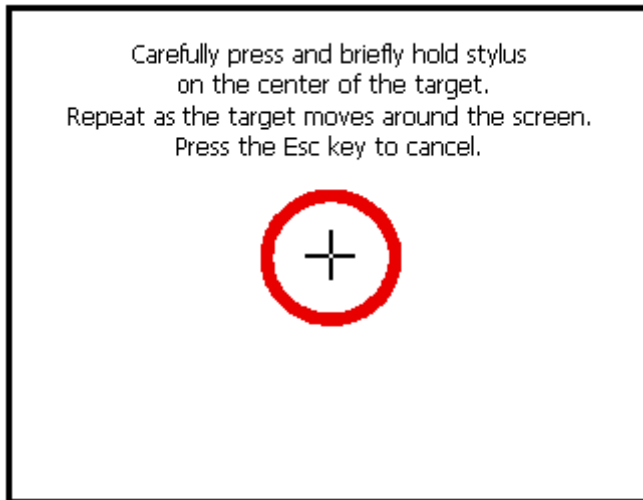 Carefully press and briefly hold stylus
on the center of the target.
Repeat as the target moves around the screen.
Press the Esc key to cancel.